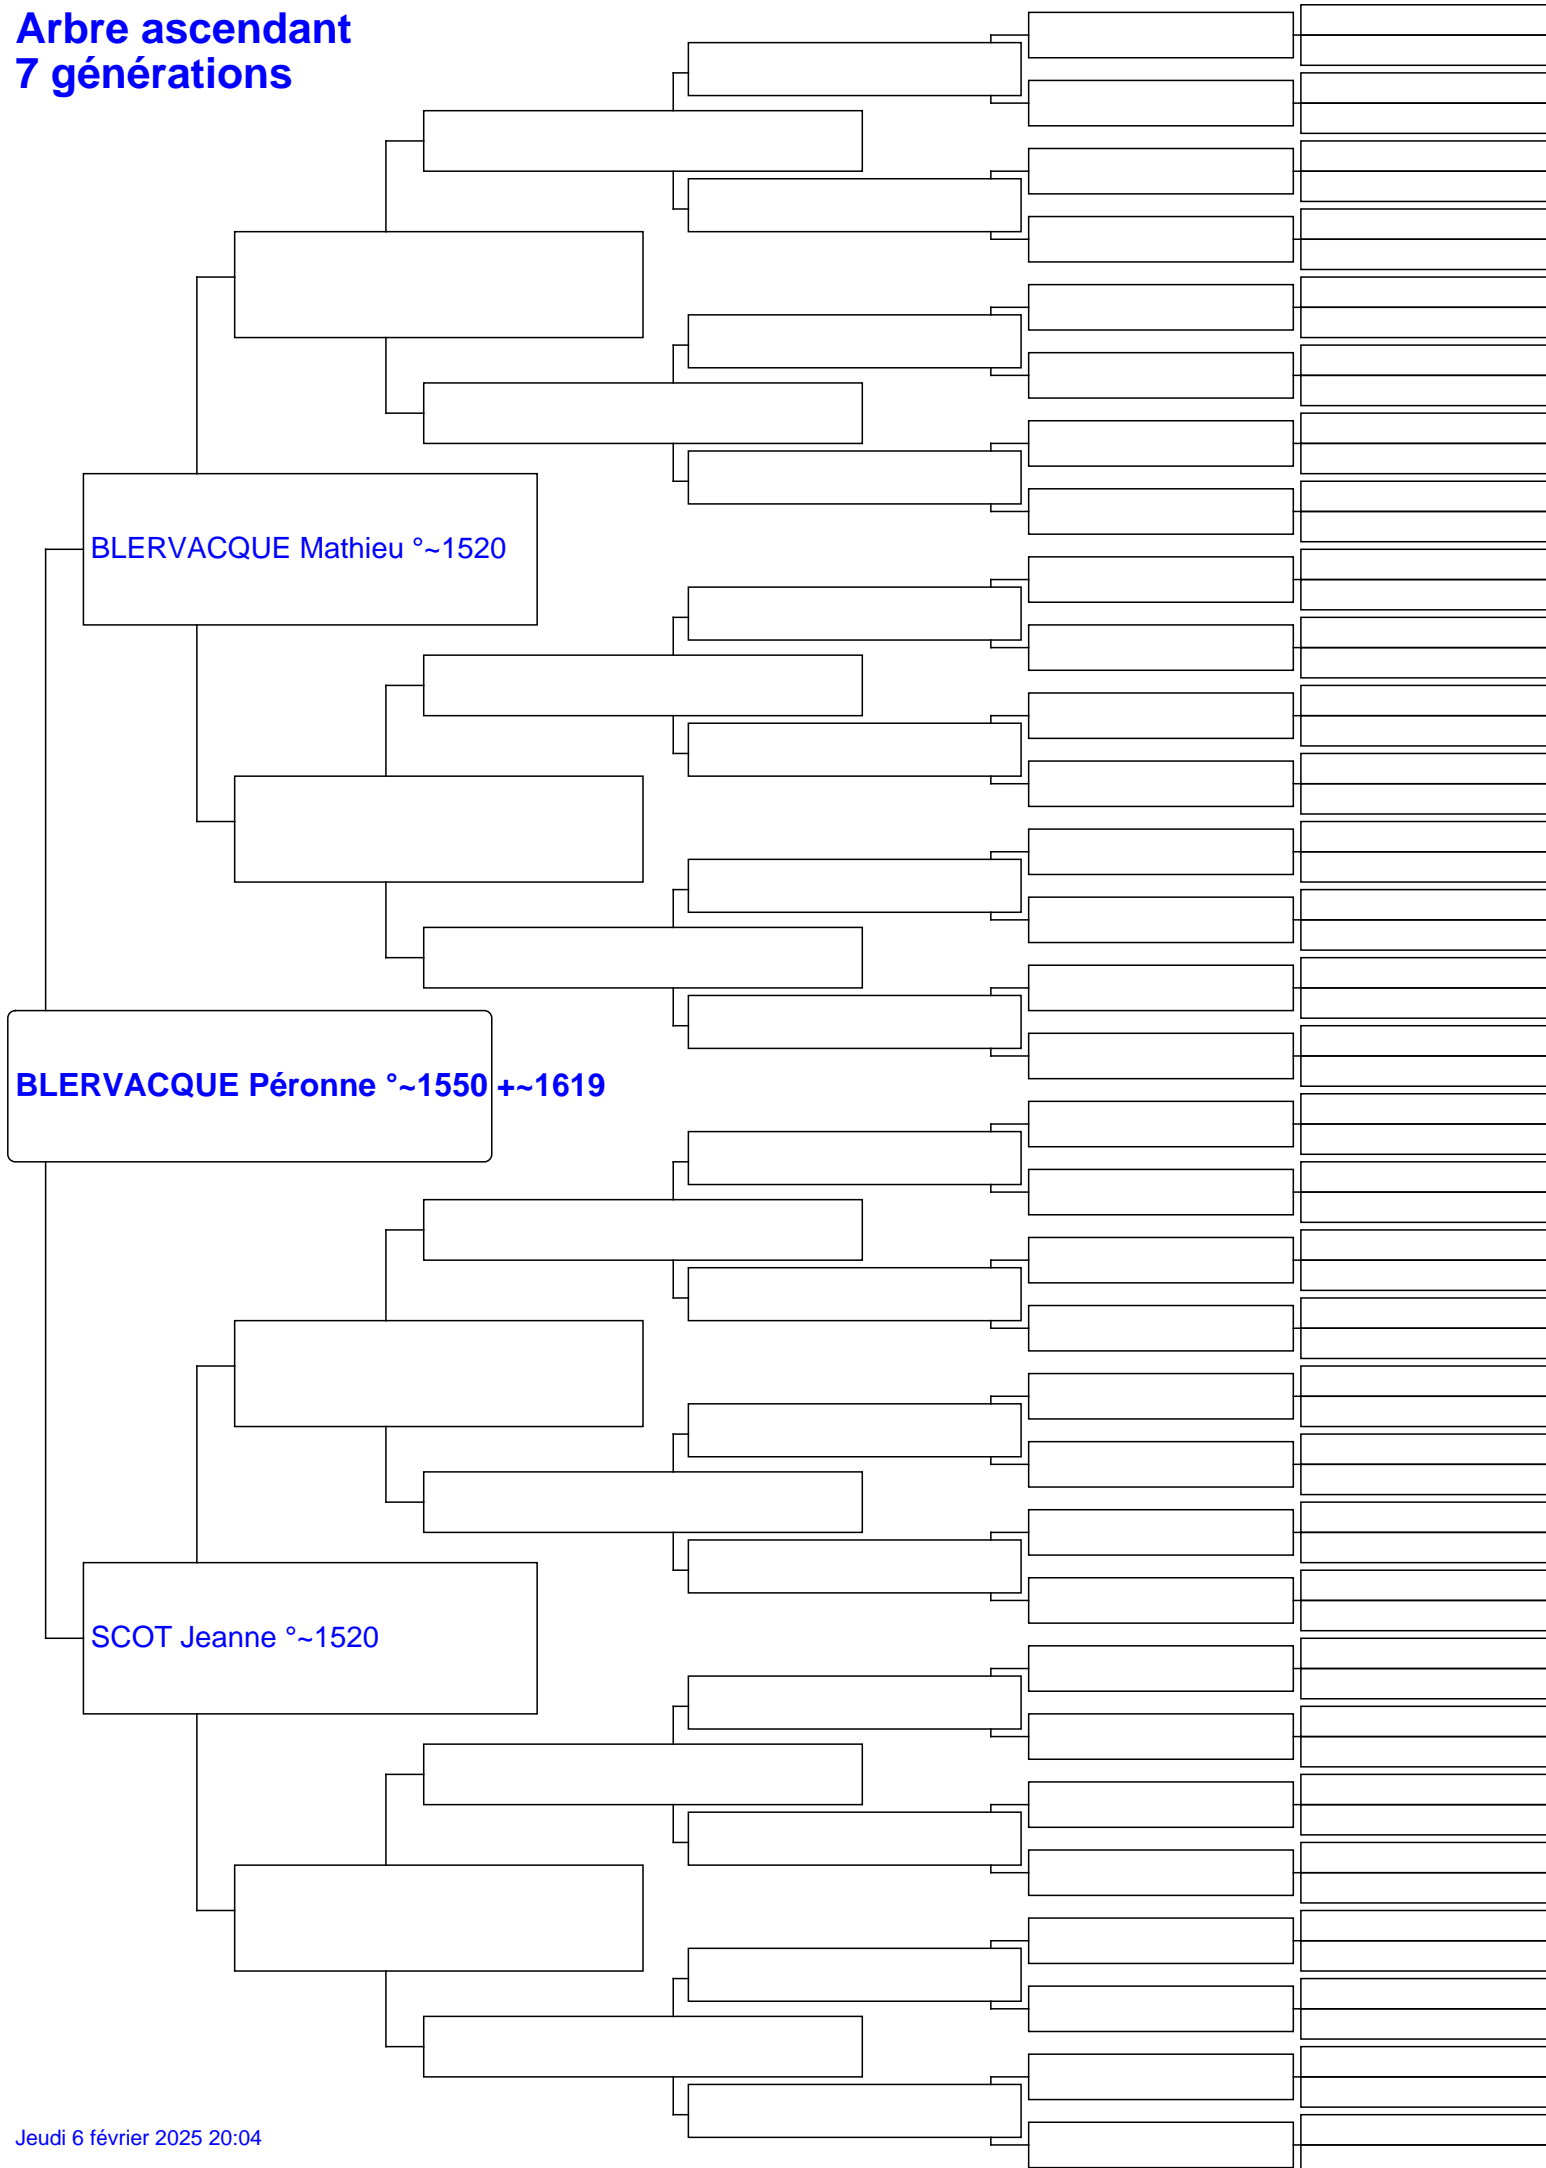 Arbre ascendant
7 générations
BLERVACQUE Mathieu °~1520
BLERVACQUE Péronne °~1550 +~1619
SCOT Jeanne °~1520
Jeudi 6 février 2025 20:04